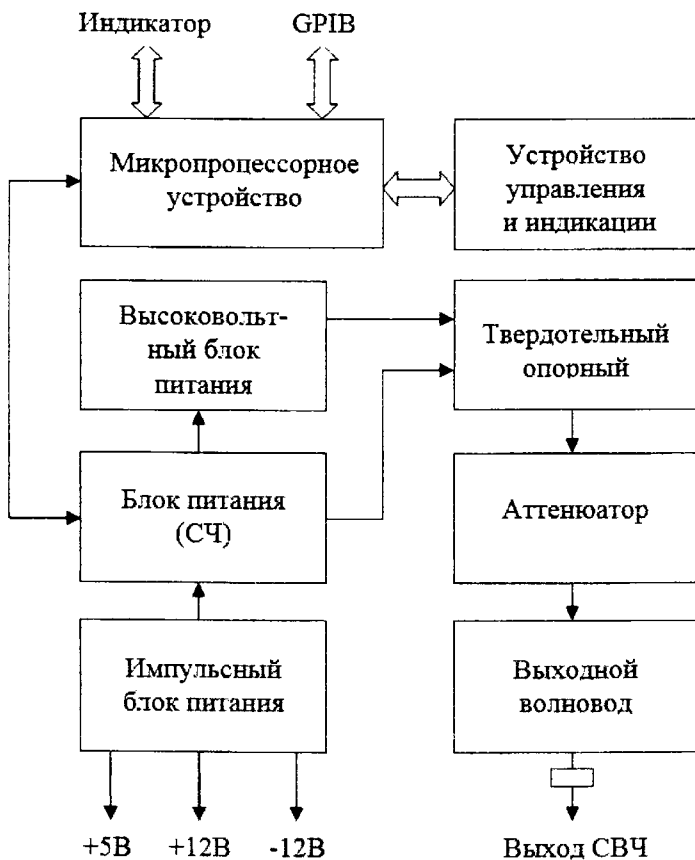 Индикатор
GPIB
Микропроцессорное
устройство
Устройство
управления
и индикации
Высоковольт-
ный блок
питания
Твердотельный
опорный
Блок питания
(СЧ)
Аттенюатор
Импульсный
блок питания
Выходной
волновод
+5В
+12В
-12В
Выход СВЧ